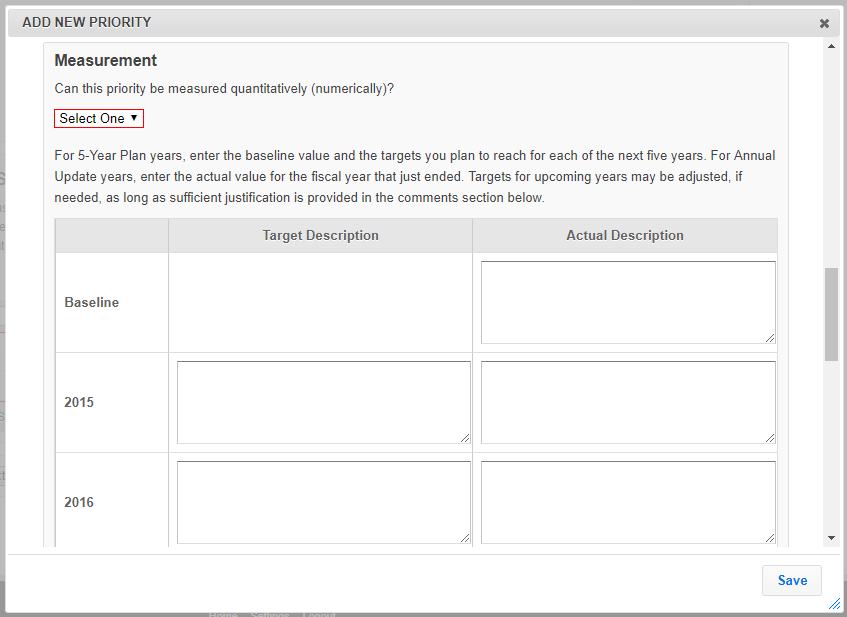 ADD NEW PRIORITY
Measurement
Can this priority be measured quantitatively (numerically)?
Select One
For 5-Year Plan years, enter the baseline value and the targets you plan to reach for each of the next five years. For Annual
Update years, enter the actual value for the fiscal year that just ended. Targets for upcoming years may be adjusted, if
needed, as long as sufficient justification is provided in the comments section below.
Target Description Actual Description
Baseline
2015
2016
Save
Home Settings Logout